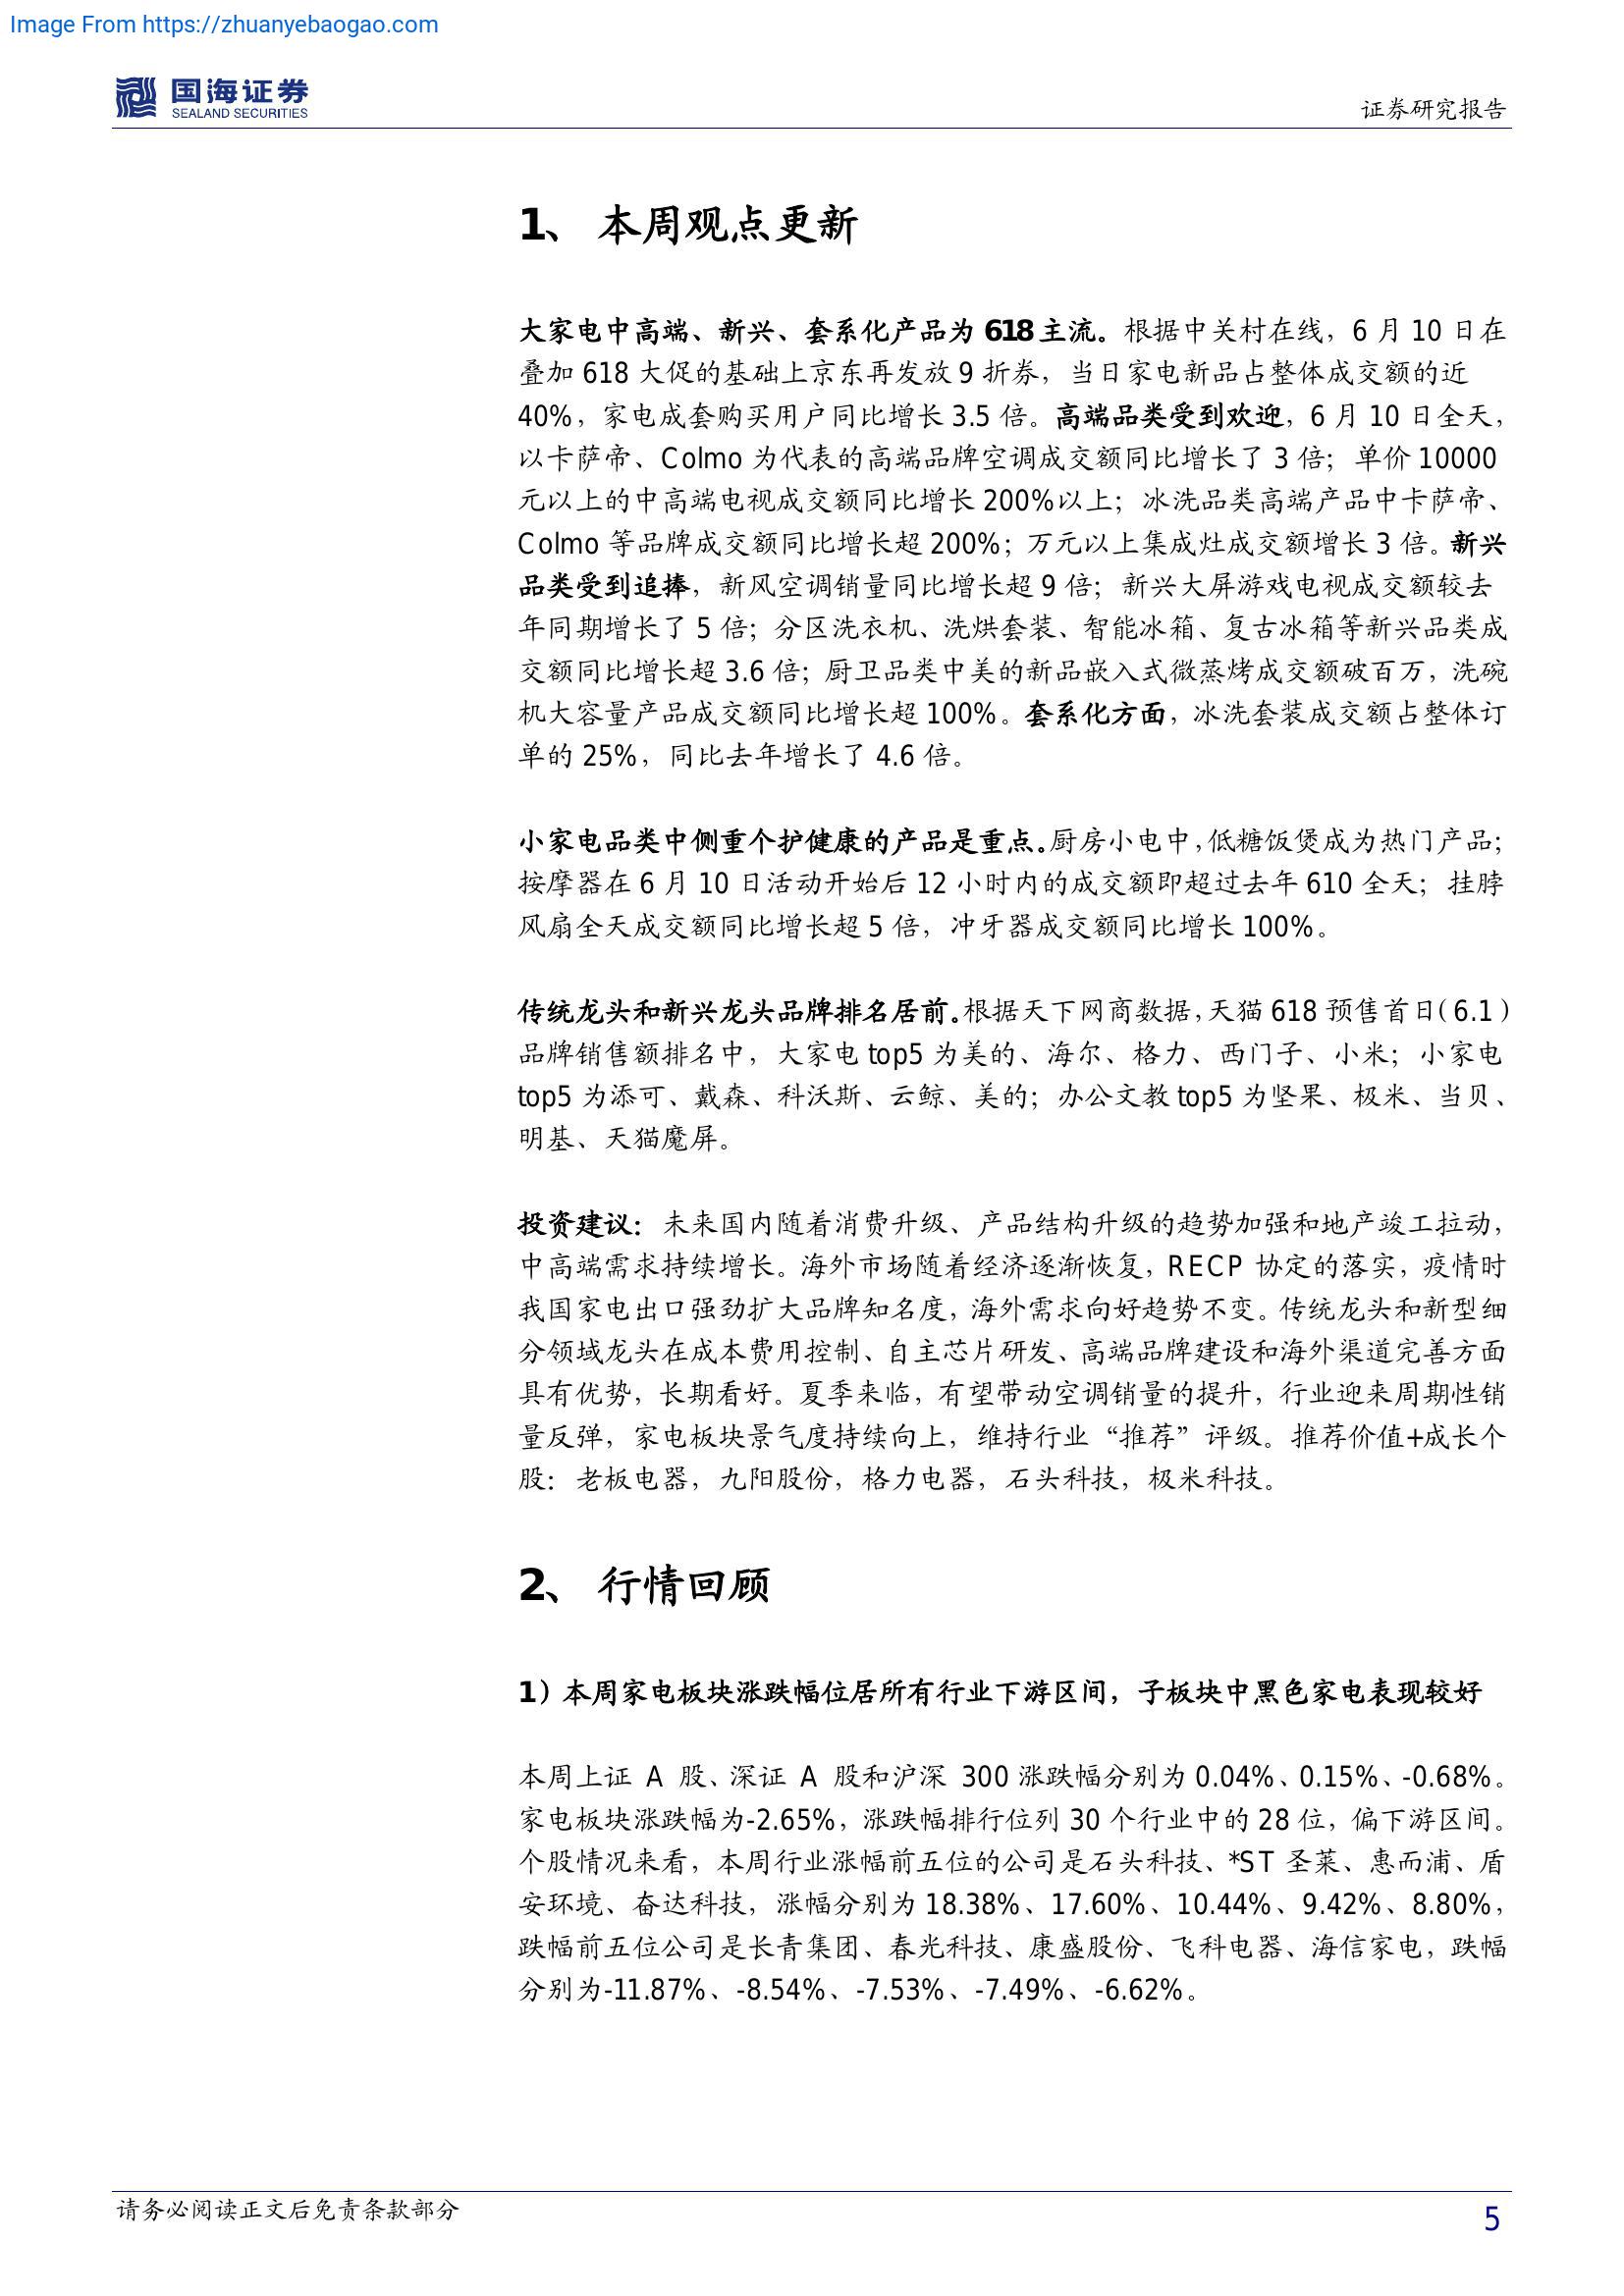 Image From https://zhuanyebaogao.com
国海证券
SEALAND SECURITIES
证券研究报告
1、 本周观点更新
大家电中高端、新兴、套系化产品为 618 主流。根据中关村在线，6 月 10 日在
叠加 618 大促的基础上京东再发放 9 折券，当日家电新品占整体成交额的近
40%，家电成套购买用户同比增长 3.5 倍。高端品类受到欢迎，6 月 10 日全天，
以卡萨帝、Colmo 为代表的高端品牌空调成交额同比增长了 3 倍；单价 10000
元以上的中高端电视成交额同比增长 200%以上；冰洗品类高端产品中卡萨帝、
Colmo 等品牌成交额同比增长超 200%；万元以上集成灶成交额增长 3 倍。新兴
品类受到追捧，新风空调销量同比增长超 9 倍；新兴大屏游戏电视成交额较去
年同期增长了 5 倍；分区洗衣机、洗烘套装、智能冰箱、复古冰箱等新兴品类成
交额同比增长超 3.6 倍；厨卫品类中美的新品嵌入式微蒸烤成交额破百万，洗碗
机大容量产品成交额同比增长超 100%。套系化方面，冰洗套装成交额占整体订
单的 25%，同比去年增长了 4.6 倍。
小家电品类中侧重个护健康的产品是重点。厨房小电中，低糖饭煲成为热门产品；
按摩器在 6 月 10 日活动开始后 12 小时内的成交额即超过去年 610 全天；挂脖
风扇全天成交额同比增长超 5 倍，冲牙器成交额同比增长 100%。
传统龙头和新兴龙头品牌排名居前。根据天下网商数据，天猫 618 预售首日（6.1）
品牌销售额排名中，大家电 top5 为美的、海尔、格力、西门子、小米；小家电
top5 为添可、戴森、科沃斯、云鲸、美的；办公文教 top5 为坚果、极米、当贝、
明基、天猫魔屏。
投资建议：未来国内随着消费升级、产品结构升级的趋势加强和地产竣工拉动，
中高端需求持续增长。海外市场随着经济逐渐恢复，RECP 协定的落实，疫情时
我国家电出口强劲扩大品牌知名度，海外需求向好趋势不变。传统龙头和新型细
分领域龙头在成本费用控制、自主芯片研发、高端品牌建设和海外渠道完善方面
具有优势，长期看好。夏季来临，有望带动空调销量的提升，行业迎来周期性销
量反弹，家电板块景气度持续向上，维持行业“推荐”评级。推荐价值+成长个
股：老板电器，九阳股份，格力电器，石头科技，极米科技。
2、 行情回顾
1）本周家电板块涨跌幅位居所有行业下游区间，子板块中黑色家电表现较好
本周上证 A 股、深证 A 股和沪深 300 涨跌幅分别为 0.04%、0.15%、-0.68%。
家电板块涨跌幅为-2.65%，涨跌幅排行位列 30 个行业中的 28 位，偏下游区间。
个股情况来看，本周行业涨幅前五位的公司是石头科技、*ST 圣莱、惠而浦、盾
安环境、奋达科技，涨幅分别为 18.38%、17.60%、10.44%、9.42%、8.80%，
跌幅前五位公司是长青集团、春光科技、康盛股份、飞科电器、海信家电，跌幅
分别为-11.87%、-8.54%、-7.53%、-7.49%、-6.62%。
请务必阅读正文后免责条款部分
5